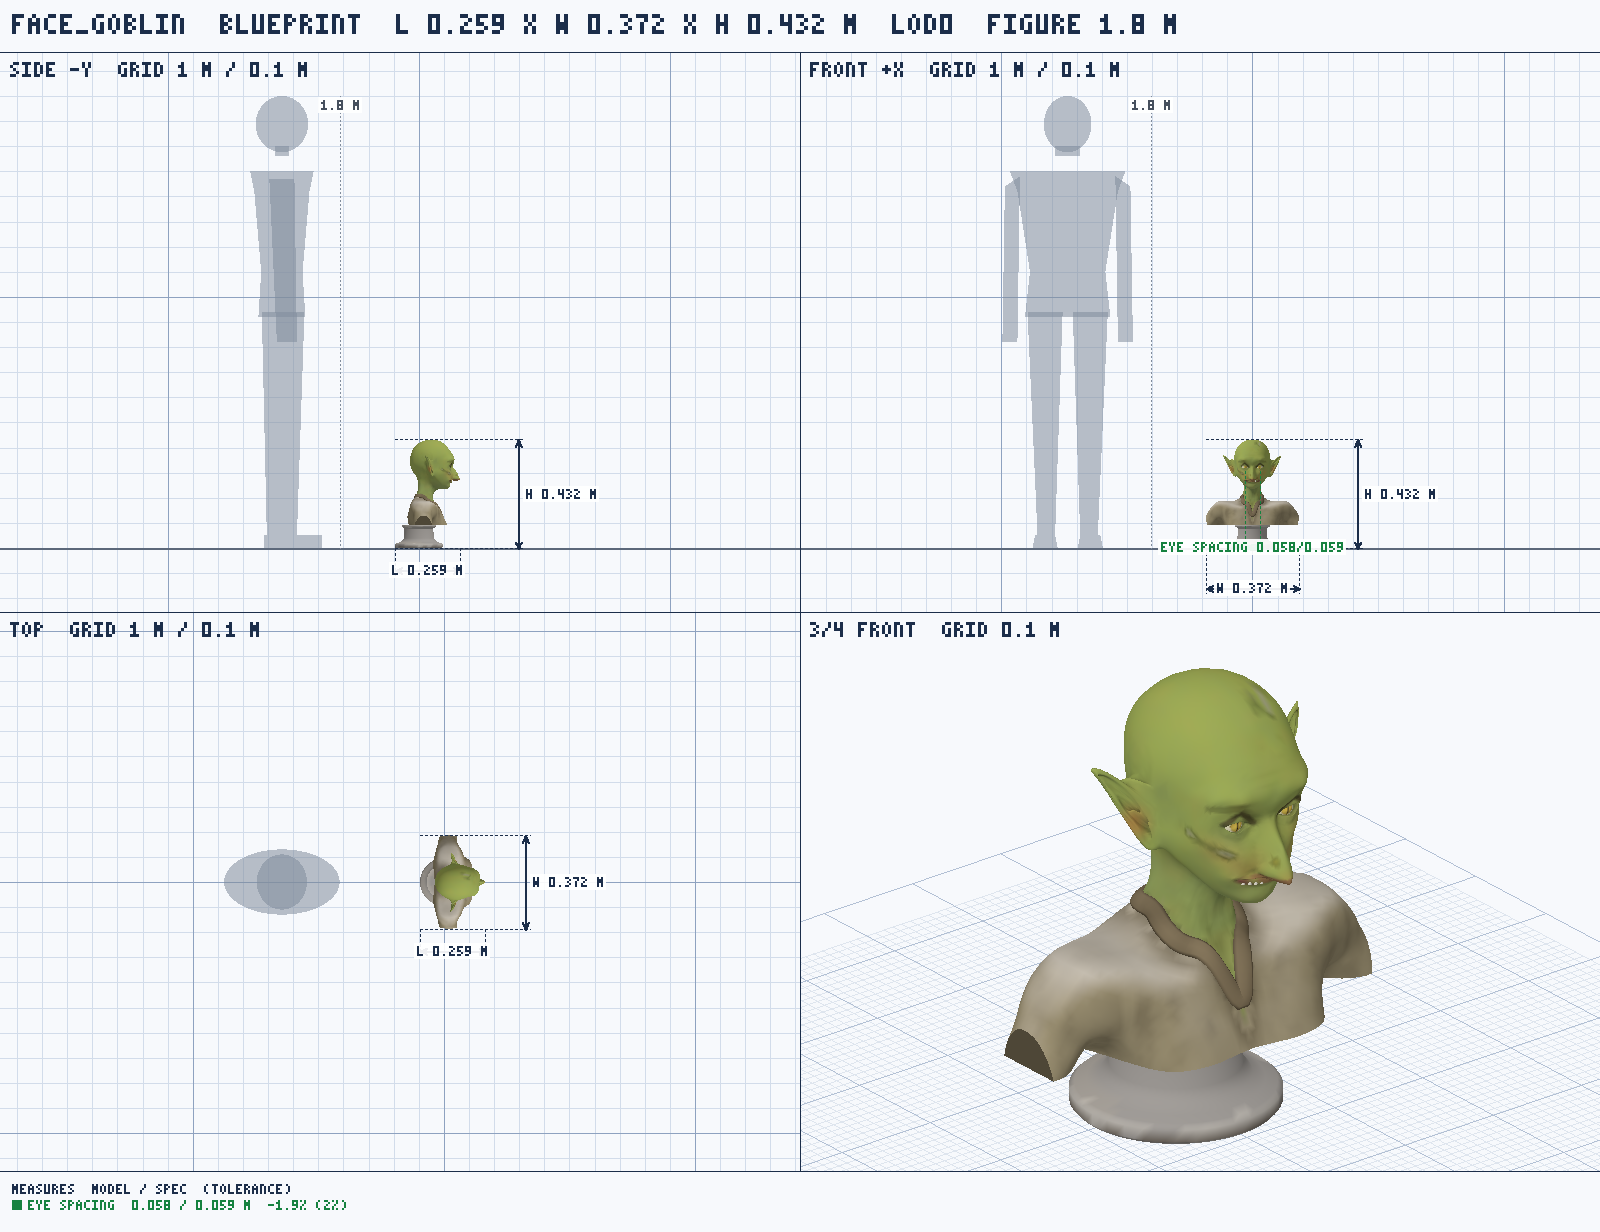 FACE_GOBLIN BLUEPRINT L 0.259 X W 0.372 X H 0.432 M LOD0 FIGURE 1.8 M
SIDE -Y GRID 1 M / 0.1 M
1.8 M
H 0.432 M
L 0.259 M
FRONT +X GRID 1 M / 0.1 M
1.8 M
H 0.432 M
EYE SPACING 0.058/0.059
W 0.372 M
TOP GRID 1 M / 0.1 M
W 0.372 M
L 0.259 M
3/4 FRONT GRID 0.1 M
MEASURES MODEL / SPEC (TOLERANCE)
EYE SPACING 0.058 / 0.059 M -1.9% (2%)